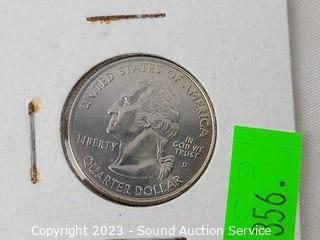 UNITED STATES OF AMERICA
LIBERTY
IN
GOD WE
TRUST
D
QUARTER DOLLAR
056.
Copyright 2023 - Sound Auction Service